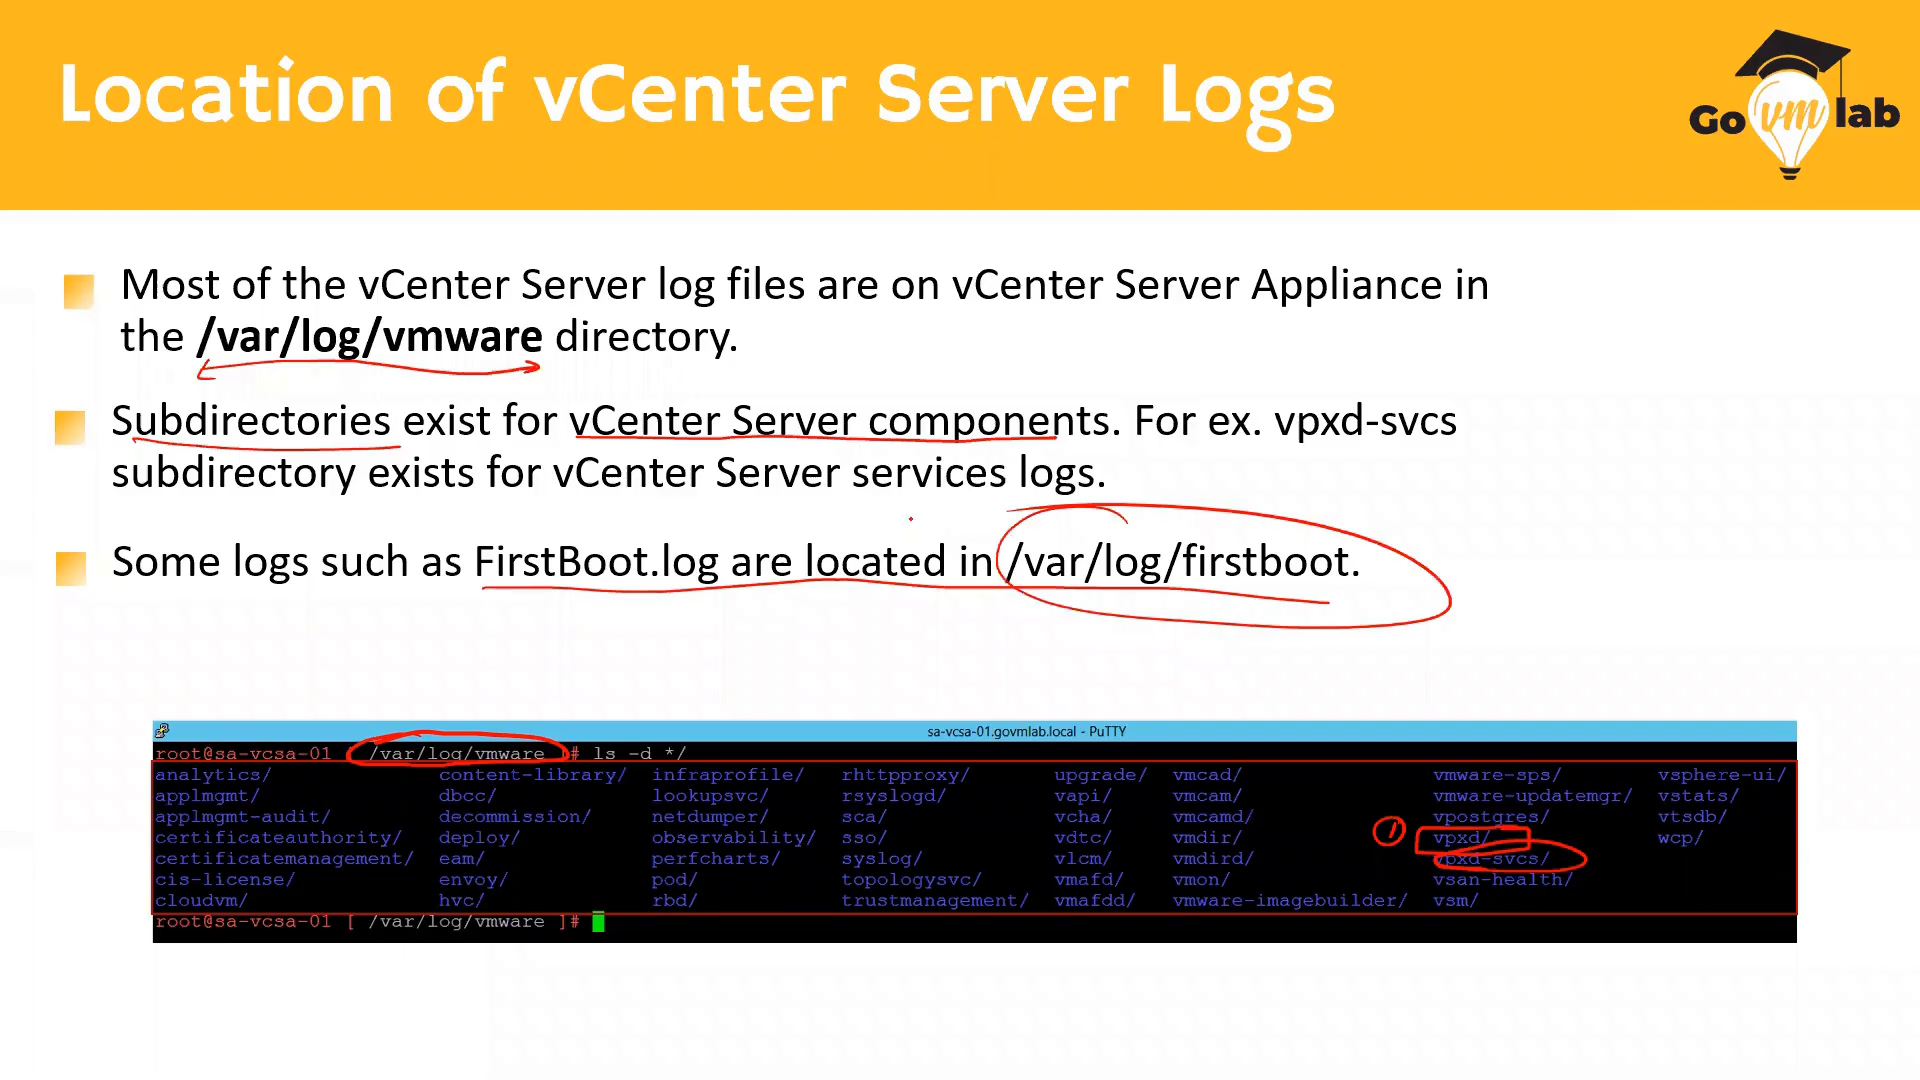 Location of vCenter Server Logs
Go vm lab
Most of the vCenter Server log files are on vCenter Server Appliance in
the /var/log/vmware directory.
Subdirectories exist for vCenter Server components. For ex. vpxd-svcs
subdirectory exists for vCenter Server services logs.
Some logs such as FirstBoot.log are located in /var/log/firstboot.
sa-vcsa-01.govmlab.local - PuTTY
root@sa-vcsa-01 [ /var/log/vmware ]# ls -d */
analytics/ content-library/ infraprofile/ rhttpproxy/ upgrade/ vmcad/ vmware-sps/ vsphere-ui/
applmgmt/ dbcc/ lookupsvc/ rsyslogd/ vapi/ vmcam/ vmware-updatemgr/ vstats/
applmgmt-audit/ decommission/ netdumper/ sca/ vcha/ vmcamd/ vpostgres/ vtsdb/
certificateauthority/ deploy/ observability/ sso/ vdtc/ vmdir/ 1 vpxd/ wcp/
certificatemanagement/ eam/ perfcharts/ syslog/ vlcm/ vmdird/ vpxd-svcs/
cis-license/ envoy/ pod/ topologysvc/ vmafd/ vmon/ vsan-health/
cloudvm/ hvc/ rbd/ trustmanagement/ vmafdd/ vmware-imagebuilder/ vsm/
root@sa-vcsa-01 [ /var/log/vmware ]#